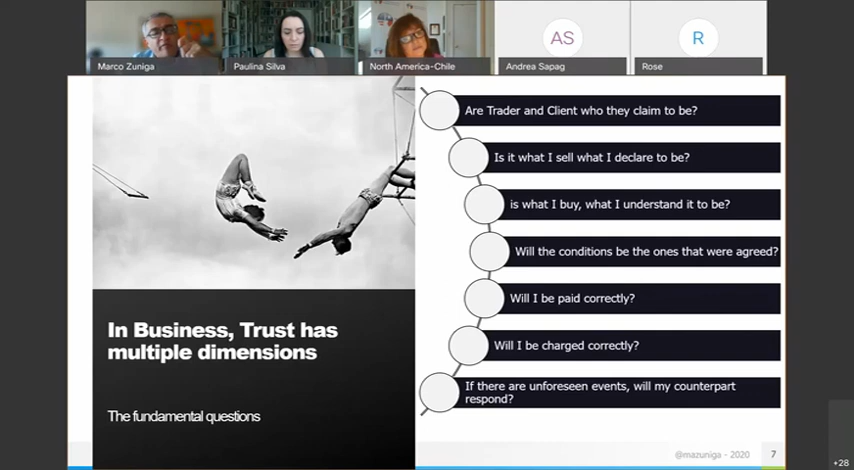 AS
R
Marco Zuniga
Paulina Silva
North America-Chile
Andrea Sapag
Rose
In Business, Trust has
multiple dimensions
The fundamental questions
Are Trader and Client who they claim to be?
Is it what I sell what I declare to be?
is what I buy, what I understand it to be?
Will the conditions be the ones that were agreed?
Will I be paid correctly?
Will I be charged correctly?
If there are unforeseen events, will my counterpart
respond?
@mazuniga - 2020
7
+28